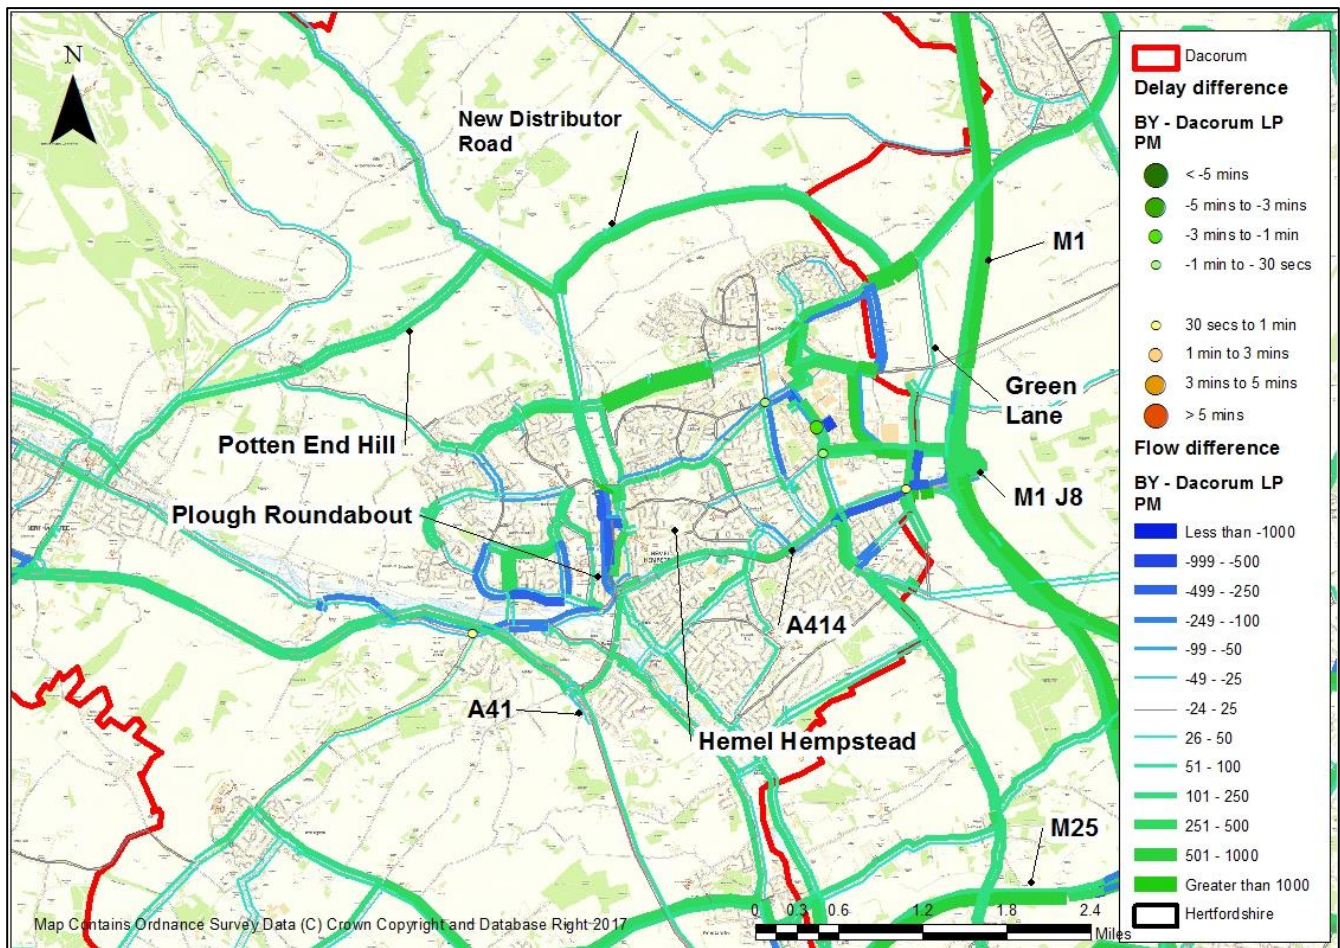 N
New Distributor
Road
M1
Green
Lane
Potten End Hill
M1 J8
Plough Roundabout
HEMEL
HEMPSTEAD
A414
A41
Hemel Hempstead
M25
Map Contains Ordnance Survey Data (C) Crown Copyright and Database Right 2017
0 0.3 0.6 1.2 1.8 2.4
Miles
Dacorum
Delay difference
BY - Dacorum LP
PM
< -5 mins
-5 mins to -3 mins
-3 mins to -1 min
-1 min to - 30 secs
30 secs to 1 min
1 min to 3 mins
3 mins to 5 mins
> 5 mins
Flow difference
BY - Dacorum LP
PM
Less than -1000
-999 - -500
-499 - -250
-249 - -100
-99 - -50
-49 - -25
-24 - 25
26 - 50
51 - 100
101 - 250
251 - 500
501 - 1000
Greater than 1000
Hertfordshire